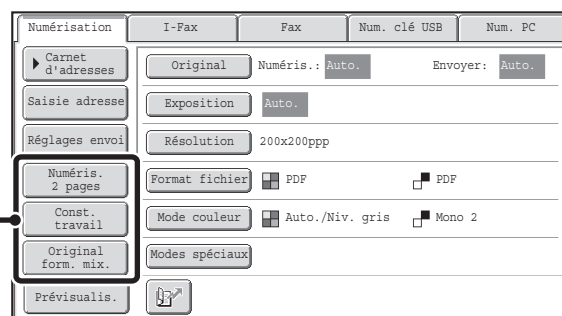 Numérisation I-Fax Fax Num. clé USB Num. PC
Carnet
d'adresses
Original Numéris.: Auto. Envoyer: Auto.
Saisie adresse
Exposition Auto.
Réglages envoi
Résolution 200x200ppp
Numéris.
2 pages
Format fichier PDF PDF
Const.
travail
Mode couleur Auto./Niv. gris Mono 2
Original
form. mix.
Modes spéciaux
Prévisualis.